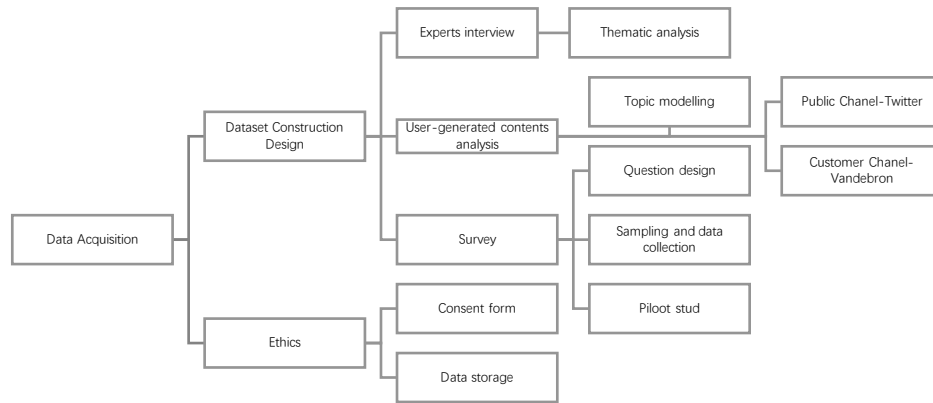 Experts interview
Thematic analysis
Topic modelling
Public Chanel-Twitter
Dataset Construction
Design
User-generated contents
analysis
Customer Chanel-
Vandebron
Question design
Data Acquisition
Survey
Sampling and data
collection
Consent form
Piloot stud
Ethics
Data storage